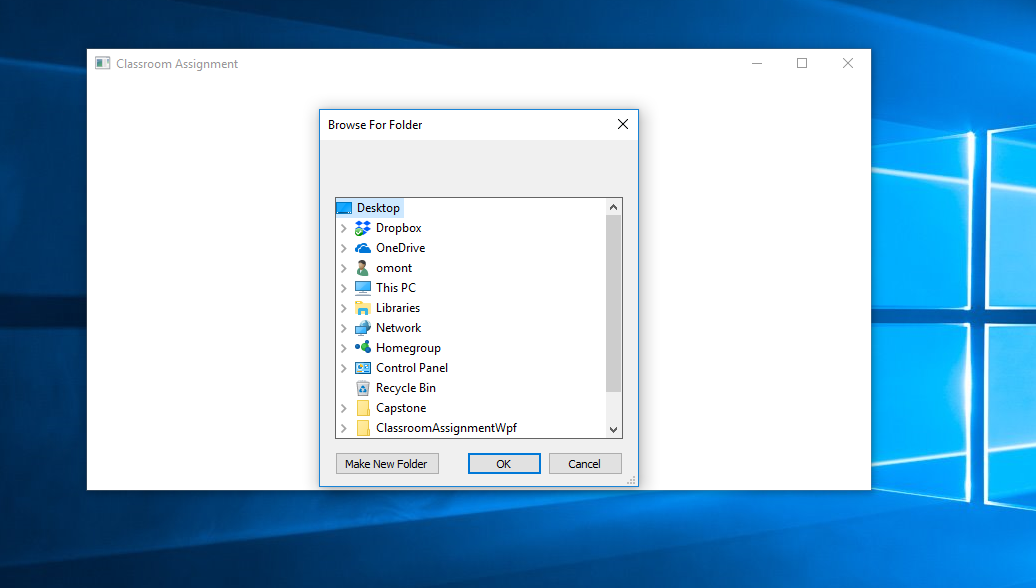 Classroom Assignment
Browse For Folder
Desktop
Dropbox
OneDrive
omont
This PC
Libraries
Network
Homegroup
Control Panel
Recycle Bin
Capstone
ClassroomAssignmentWpf
Make New Folder OK Cancel